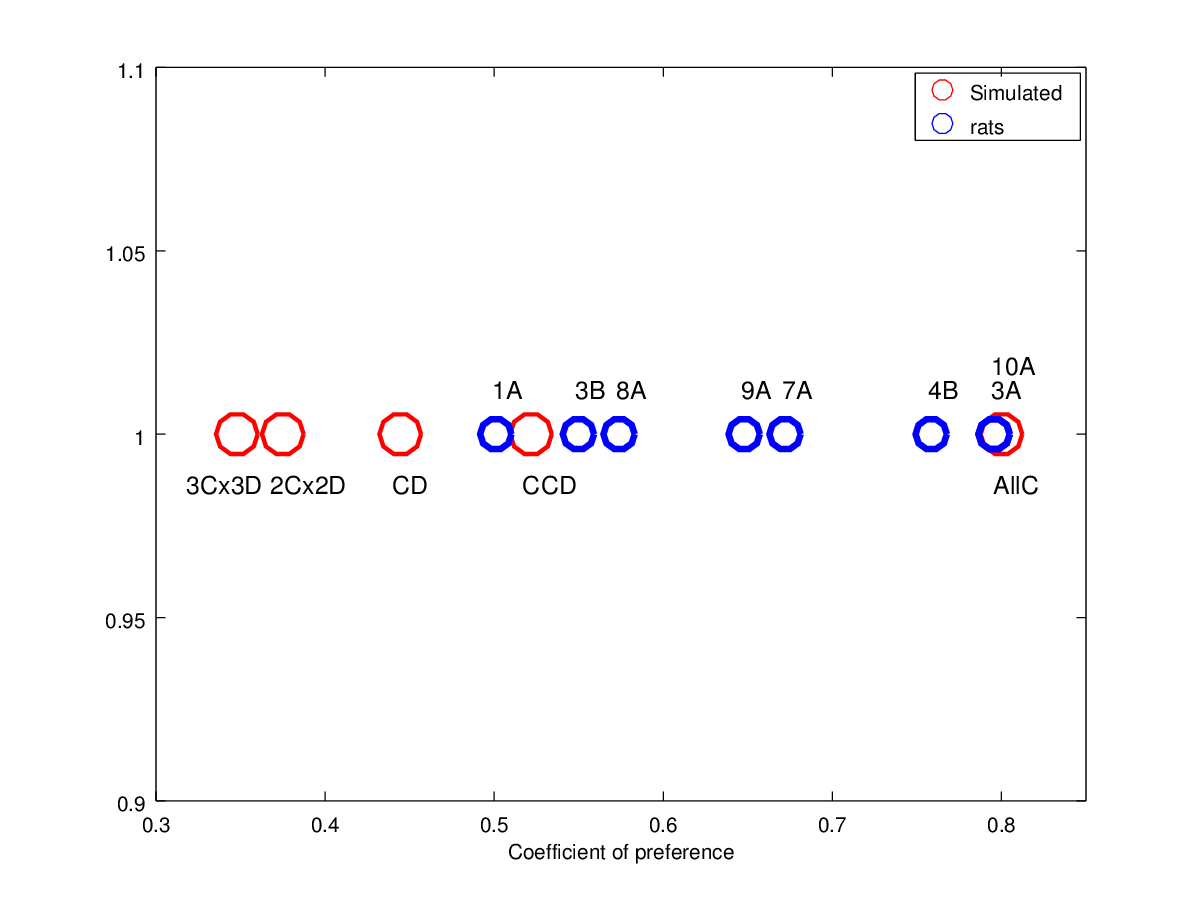 1.1
Simulated
rats
1.05
10A
1A 3B 8A 9A 7A 4B 3A
1
3Cx3D 2Cx2D CD CCD AllC
0.95
0.9
0.3 0.4 0.5 0.6 0.7 0.8
Coefficient of preference